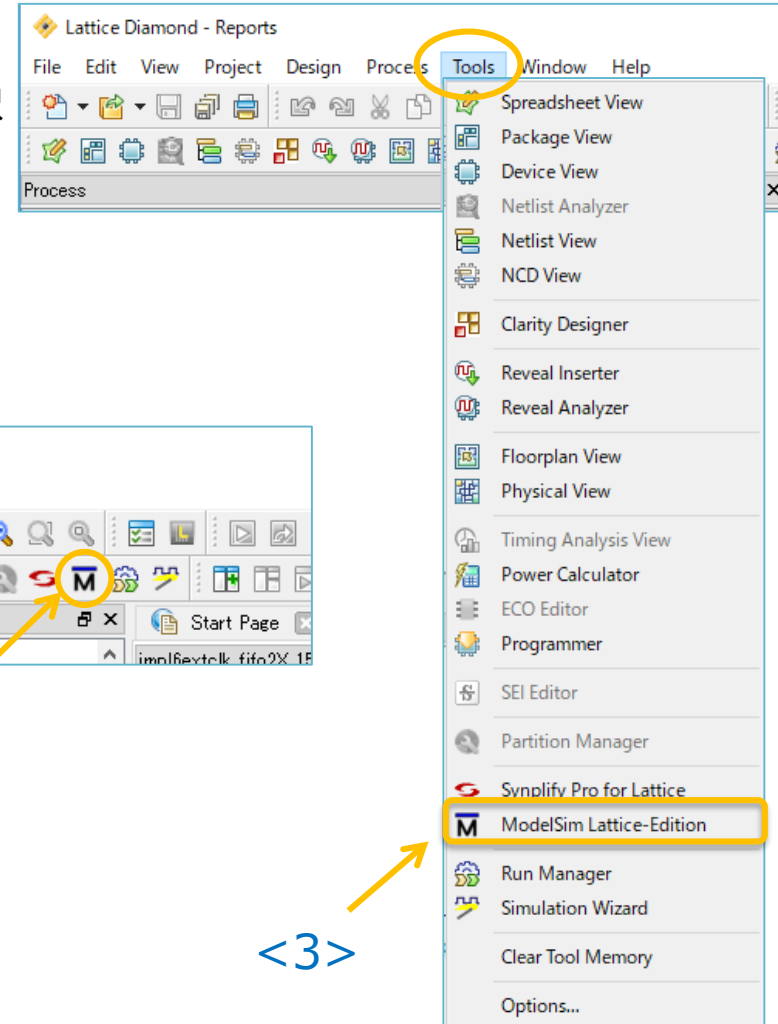 Lattice Diamond - Reports
File Edit View Project Design Process Tools Window Help
Process
Spreadsheet View
Package View
Device View
Netlist Analyzer
Netlist View
NCD View
Clarity Designer
Reveal Inserter
Reveal Analyzer
Floorplan View
Physical View
Timing Analysis View
Power Calculator
ECO Editor
Programmer
SEI Editor
Partition Manager
Synplify Pro for Lattice
ModelSim Lattice-Edition
Run Manager
Simulation Wizard
Clear Tool Memory
Options...
Start Page
<3>